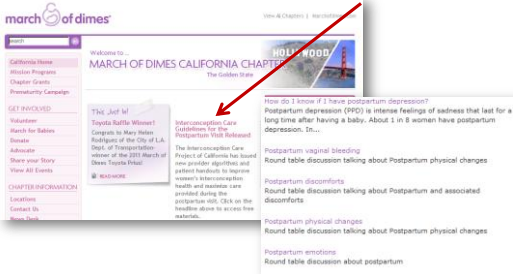 march of dimes®
View All Chapters |
search
California Home
Mission Programs
Chapter Grants
Prematurity Campaign
GET INVOLVED
Volunteer
March for Babies
Donate
Advocate
Share your Story
View All Events
CHAPTER INFORMATION
Locations
Contact Us
News Desk
Welcome to ...
MARCH OF DIMES CALIFORNIA CHAPTER
The Golden State
HOLLYWOOD
This Just In!
Toyota Raffle Winner!
Congrats to Mary Helen
Rodriguez of the City of L.A.
Dept. of Transportation-
winner of the 2011 March of
Dimes Toyota Prius!
READ MORE
Interconception Care
Guidelines for the
Postpartum Visit Released
The Interconception Care
Project of California has issued
new provider algorithms and
patient handouts to improve
women's interconception
health and maximize care
provided during the
postpartum visit. Click on the
headline above to access free
materials.
How do I know if I have postpartum depression?
Postpartum depression (PPD) is intense feelings of sadness that last for a
long time after having a baby. About 1 in 8 women have postpartum
depression. In...
Postpartum vaginal bleeding
Round table discussion talking about Postpartum physical changes
Postpartum discomforts
Round table discussion talking about Postpartum and associated
discomforts
Postpartum physical changes
Round table discussion talking about Postpartum physical changes
Postpartum emotions
Round table discussion about postpartum